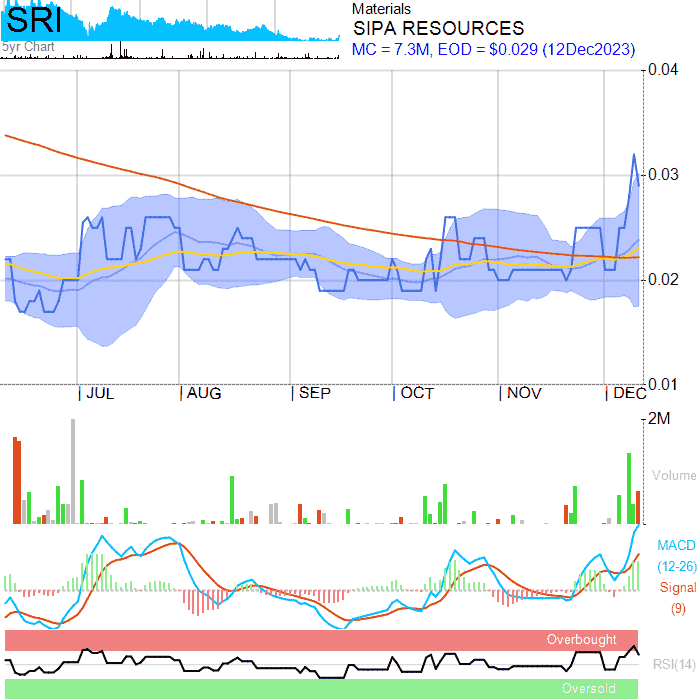 SRI
5yr Chart
Materials
SIPA RESOURCES
MC = 7.3M, EOD = $0.029 (12Dec2023)
0.04
0.03
0.02
0.01
JUL AUG SEP OCT NOV DEC
2M
Volume
MACD
(12-26)
Signal
(9)
Overbought
RSI(14)
Oversold